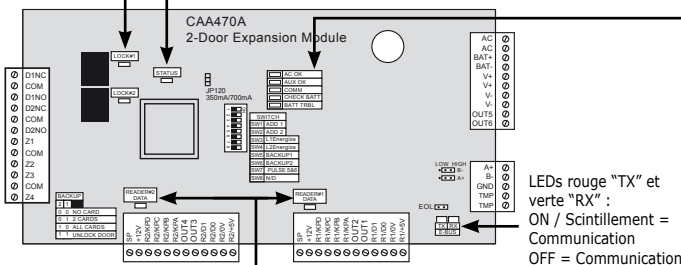 CAA470A
2-Door Expansion Module
LOCK#1
STATUS
LOCK#2
JP120
350mA/700mA
AC OK
AUX OK
COMM
CHECK BATT
BATT TRBL
SWITCH
SW1 ADD 1
SW2 ADD 2
SW3 L1Energize
SW4 L2Energize
SW5 BACKUP1
SW6 BACKUP2
SW7 PULSE 5&6
SW8 N/D
D1NC
COM
D1NO
D2NC
COM
D2NO
Z1
COM
Z2
Z3
COM
Z4
BACKUP
2 1
0 0 NO CARD
0 1 2 CARDS
1 0 ALL CARDS
1 1 UNLOCK DOOR
READER#2
DATA
READER#1
DATA
SP
+12V
R2/KPD
R2/KPC
R2/KPB
R2/KPA
OUT4
OUT3
R2/D1
R2/D0
R2/0V
R2/+5V
SP
+12V
R1/KPD
R1/KPC
R1/KPB
R1/KPA
OUT2
OUT1
R1/D1
R1/D0
R1/0V
R1/+5V
AC
AC
BAT+
BAT-
V+
V+
V-
V-
OUT5
OUT6
LOW HIGH
B-
A+
A+
B-
GND
TMP
TMP
EOL
TX RX
E-BUS
LEDs rouge “TX” et
verte “RX” :
ON / Scintillement =
Communication
OFF = Communication